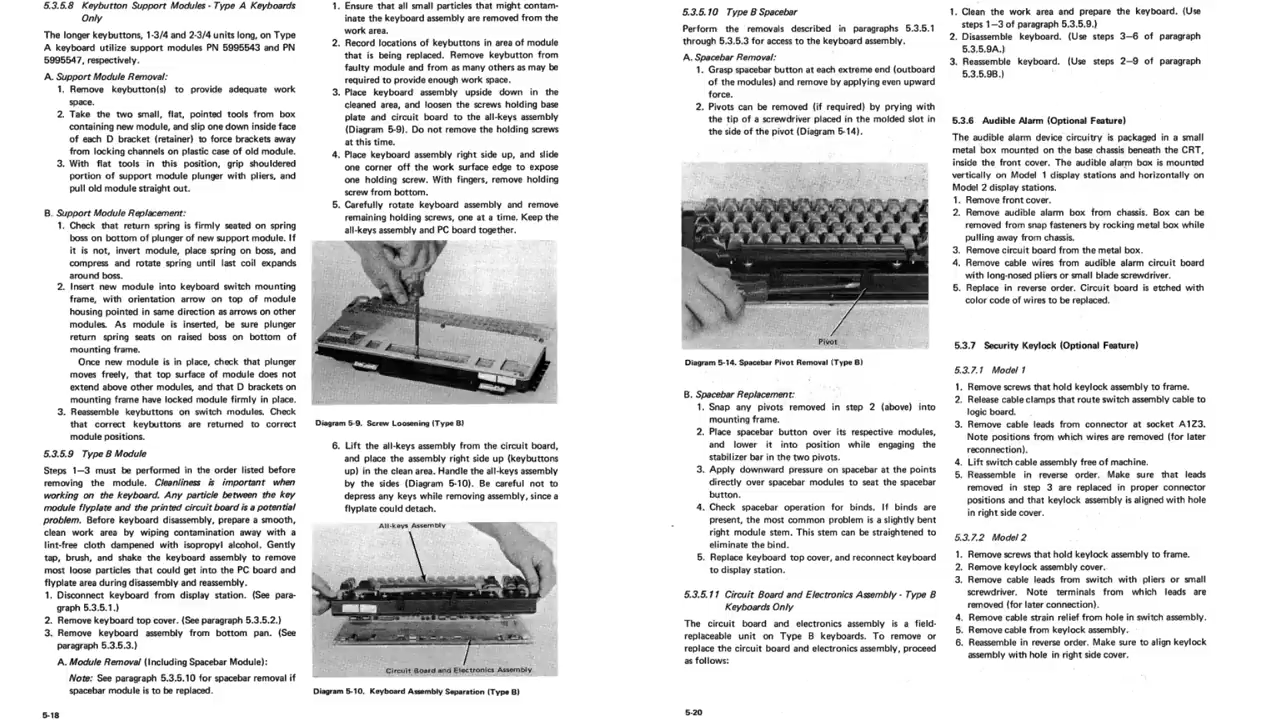 5.3.5.8 Keybutton Support Modules - Type A Keyboards
Only
The longer keybuttons, 1-3/4 and 2-3/4 units long, on Type
A keyboard utilize support modules PN 5995543 and PN
5995547, respectively.
A. Support Module Removal:
1. Remove keybutton(s) to provide adequate work
space.
2. Take the two small, flat, pointed tools from box
containing new module, and slip one down inside face
of each D bracket (retainer) to force brackets away
from locking channels on plastic case of old module.
3. With flat tools in this position, grip shouldered
portion of support module plunger with pliers, and
pull old module straight out.
B. Support Module Replacement:
1. Check that return spring is firmly seated on spring
boss on bottom of plunger of new support module. If
it is not, invert module, place spring on boss, and
compress and rotate spring until last coil expands
around boss.
2. Insert new module into keyboard switch mounting
frame, with orientation arrow on top of module
housing pointed in same direction as arrows on other
modules. As module is inserted, be sure plunger
return spring seats on raised boss on bottom of
mounting frame.
Once new module is in place, check that plunger
moves freely, that top surface of module does not
extend above other modules, and that D brackets on
mounting frame have locked module firmly in place.
3. Reassemble keybuttons on switch modules. Check
that correct keybuttons are returned to correct
module positions.
5.3.5.9 Type B Module
Steps 1—3 must be performed in the order listed before
removing the module. Cleanliness is important when
working on the keyboard. Any particle between the key
module flyplate and the printed circuit board is a potential
problem. Before keyboard disassembly, prepare a smooth,
clean work area by wiping contamination away with a
lint-free cloth dampened with isopropyl alcohol. Gently
tap, brush, and shake the keyboard assembly to remove
most loose particles that could get into the PC board and
flyplate area during disassembly and reassembly.
1. Disconnect keyboard from display station. (See para-
graph 5.3.5.1.)
2. Remove keyboard top cover. (See paragraph 5.3.5.2.)
3. Remove keyboard assembly from bottom pan. (See
paragraph 5.3.5.3.)
A. Module Removal (Including Spacebar Module):
Note: See paragraph 5.3.5.10 for spacebar removal if
spacebar module is to be replaced.
5-18
1. Ensure that all small particles that might contam-
inate the keyboard assembly are removed from the
work area.
2. Record locations of keybuttons in area of module
that is being replaced. Remove keybutton from
faulty module and from as many others as may be
required to provide enough work space.
3. Place keyboard assembly upside down in the
cleaned area, and loosen the screws holding base
plate and circuit board to the all-keys assembly
(Diagram 5-9). Do not remove the holding screws
at this time.
4. Place keyboard assembly right side up, and slide
one corner off the work surface edge to expose
one holding screw. With fingers, remove holding
screw from bottom.
5. Carefully rotate keyboard assembly and remove
remaining holding screws, one at a time. Keep the
all-keys assembly and PC board together.
Diagram 5-9. Screw Loosening (Type B)
6. Lift the all-keys assembly from the circuit board,
and place the assembly right side up (keybuttons
up) in the clean area. Handle the all-keys assembly
by the sides (Diagram 5-10). Be careful not to
depress any keys while removing assembly, since a
flyplate could detach.
All-keys Assembly
Circuit Board and Electronics Assembly
Diagram 5-10. Keyboard Assembly Separation (Type B)
5.3.5.10 Type B Spacebar
Perform the removals described in paragraphs 5.3.5.1
through 5.3.5.3 for access to the keyboard assembly.
A. Spacebar Removal:
1. Grasp spacebar button at each extreme end (outboard
of the modules) and remove by applying even upward
force.
2. Pivots can be removed (if required) by prying with
the tip of a screwdriver placed in the molded slot in
the side of the pivot (Diagram 5-14).
Pivot
Diagram 5-14. Spacebar Pivot Removal (Type B)
B. Spacebar Replacement:
1. Snap any pivots removed in step 2 (above) into
mounting frame.
2. Place spacebar button over its respective modules,
and lower it into position while engaging the
stabilizer bar in the two pivots.
3. Apply downward pressure on spacebar at the points
directly over spacebar modules to seat the spacebar
button.
4. Check spacebar operation for binds. If binds are
present, the most common problem is a slightly bent
right module stem. This stem can be straightened to
eliminate the bind.
5. Replace keyboard top cover, and reconnect keyboard
to display station.
5.3.5.11 Circuit Board and Electronics Assembly - Type B
Keyboards Only
The circuit board and electronics assembly is a field-
replaceable unit on Type B keyboards. To remove or
replace the circuit board and electronics assembly, proceed
as follows:
5-20
1. Clean the work area and prepare the keyboard. (Use
steps 1—3 of paragraph 5.3.5.9.)
2. Disassemble keyboard. (Use steps 3—6 of paragraph
5.3.5.9A.)
3. Reassemble keyboard. (Use steps 2—9 of paragraph
5.3.5.9B.)
5.3.6 Audible Alarm (Optional Feature)
The audible alarm device circuitry is packaged in a small
metal box mounted on the base chassis beneath the CRT,
inside the front cover. The audible alarm box is mounted
vertically on Model 1 display stations and horizontally on
Model 2 display stations.
1. Remove front cover.
2. Remove audible alarm box from chassis. Box can be
removed from snap fasteners by rocking metal box while
pulling away from chassis.
3. Remove circuit board from the metal box.
4. Remove cable wires from audible alarm circuit board
with long-nosed pliers or small blade screwdriver.
5. Replace in reverse order. Circuit board is etched with
color code of wires to be replaced.
5.3.7 Security Keylock (Optional Feature)
5.3.7.1 Model 1
1. Remove screws that hold keylock assembly to frame.
2. Release cable clamps that route switch assembly cable to
logic board.
3. Remove cable leads from connector at socket A1Z3.
Note positions from which wires are removed (for later
reconnection).
4. Lift switch cable assembly free of machine.
5. Reassemble in reverse order. Make sure that leads
removed in step 3 are replaced in proper connector
positions and that keylock assembly is aligned with hole
in right side cover.
5.3.7.2 Model 2
1. Remove screws that hold keylock assembly to frame.
2. Remove keylock assembly cover.
3. Remove cable leads from switch with pliers or small
screwdriver. Note terminals from which leads are
removed (for later connection).
4. Remove cable strain relief from hole in switch assembly.
5. Remove cable from keylock assembly.
6. Reassemble in reverse order. Make sure to align keylock
assembly with hole in right side cover.